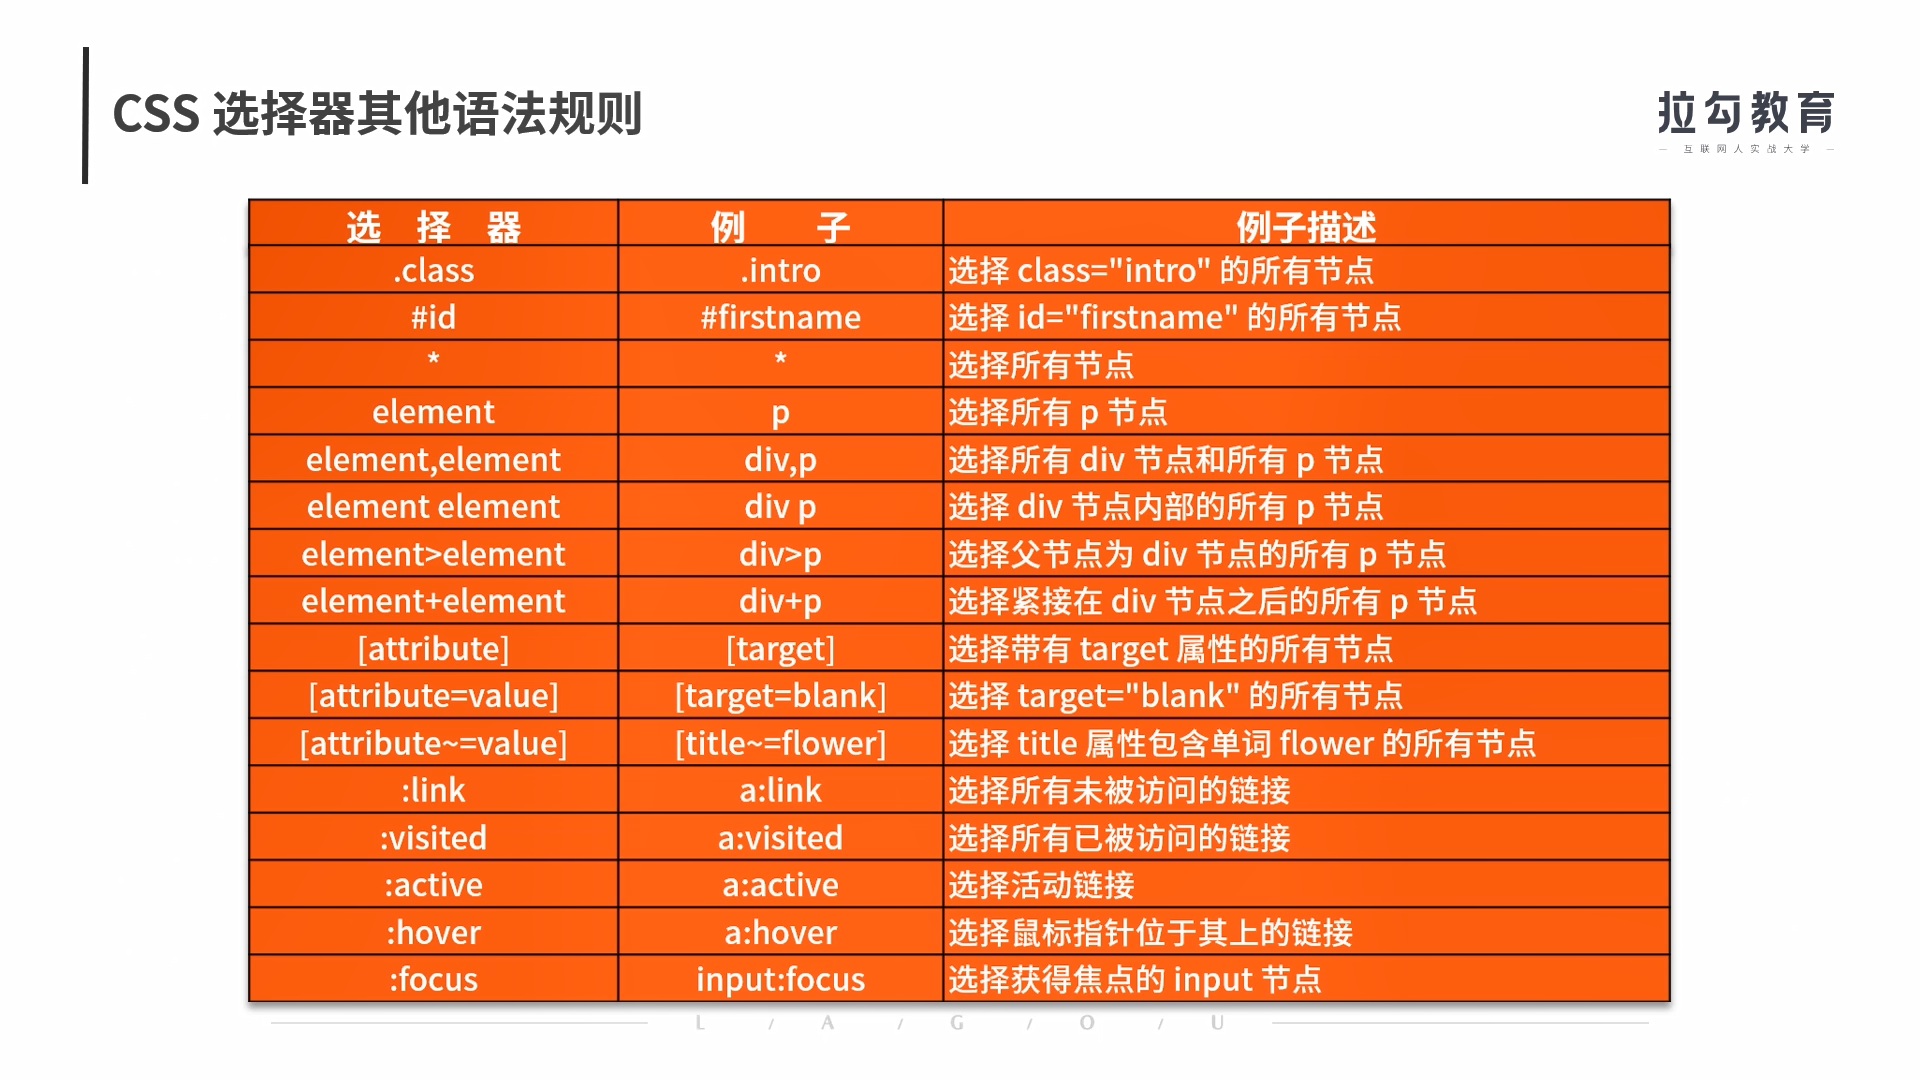 CSS 选择器其他语法规则
拉勾教育
— 互联网人实战大学 —
选 择 器 例 子 例子描述
.class .intro 选择 class="intro" 的所有节点
#id #firstname 选择 id="firstname" 的所有节点
* * 选择所有节点
element p 选择所有 p 节点
element,element div,p 选择所有 div 节点和所有 p 节点
element element div p 选择 div 节点内部的所有 p 节点
element>element div>p 选择父节点为 div 节点的所有 p 节点
element+element div+p 选择紧接在 div 节点之后的所有 p 节点
[attribute] [target] 选择带有 target 属性的所有节点
[attribute=value] [target=blank] 选择 target="blank" 的所有节点
[attribute~=value] [title~=flower] 选择 title 属性包含单词 flower 的所有节点
:link a:link 选择所有未被访问的链接
:visited a:visited 选择所有已被访问的链接
:active a:active 选择活动链接
:hover a:hover 选择鼠标指针位于其上的链接
:focus input:focus 选择获得焦点的 input 节点
L / A / G / O / U